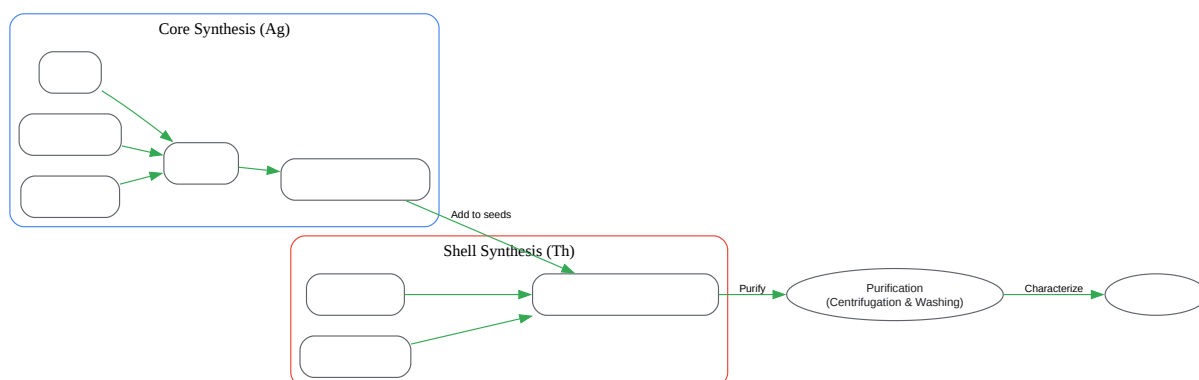 Core Synthesis (Ag)
Add to seeds
Shell Synthesis (Th)
Purify
Purification
(Centrifugation & Washing)
Characterize